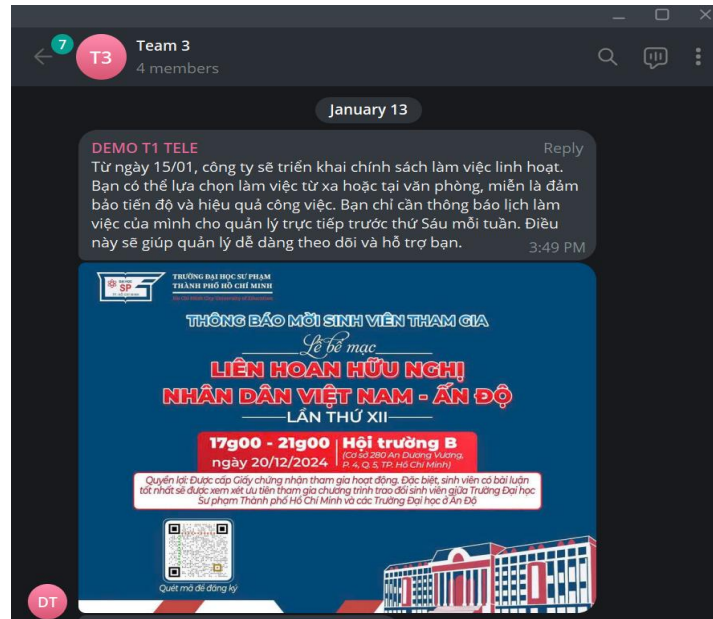 7
T3
Team 3
4 members
January 13
DEMO T1 TELE
Reply
Từ ngày 15/01, công ty sẽ triển khai chính sách làm việc linh hoạt.
Bạn có thể lựa chọn làm việc từ xa hoặc tại văn phòng, miễn là đảm
bảo tiến độ và hiệu quả công việc. Bạn chỉ cần thông báo lịch làm
việc của mình cho quản lý trực tiếp trước thứ Sáu mỗi tuần. Điều
này sẽ giúp quản lý dễ dàng theo dõi và hỗ trợ bạn.
3:49 PM
SP
TRƯỜNG ĐẠI HỌC SƯ PHẠM
THÀNH PHỐ HỒ CHÍ MINH
Ho Chi Minh City University of Education
THÔNG BÁO MỜI SINH VIÊN THAM GIA
Lễ bế mạc
LIÊN HOAN HỮU NGHỊ
NHÂN DÂN VIỆT NAM - ẤN ĐỘ
LẦN THỨ XII
17g00 - 21g00
ngày 20/12/2024
Hội trường B
(Cơ sở 280 An Dương Vương,
P. 4, Q. 5, TP. Hồ Chí Minh)
Quyền lợi: Được cấp Giấy chứng nhận tham gia hoạt động. Đặc biệt, sinh viên có bài luận
tốt nhất sẽ được xem xét ưu tiên tham gia chương trình trao đổi sinh viên giữa Trường Đại học
Sư phạm Thành phố Hồ Chí Minh và các Trường Đại học ở Ấn Độ
Quét mã để đăng ký
DT